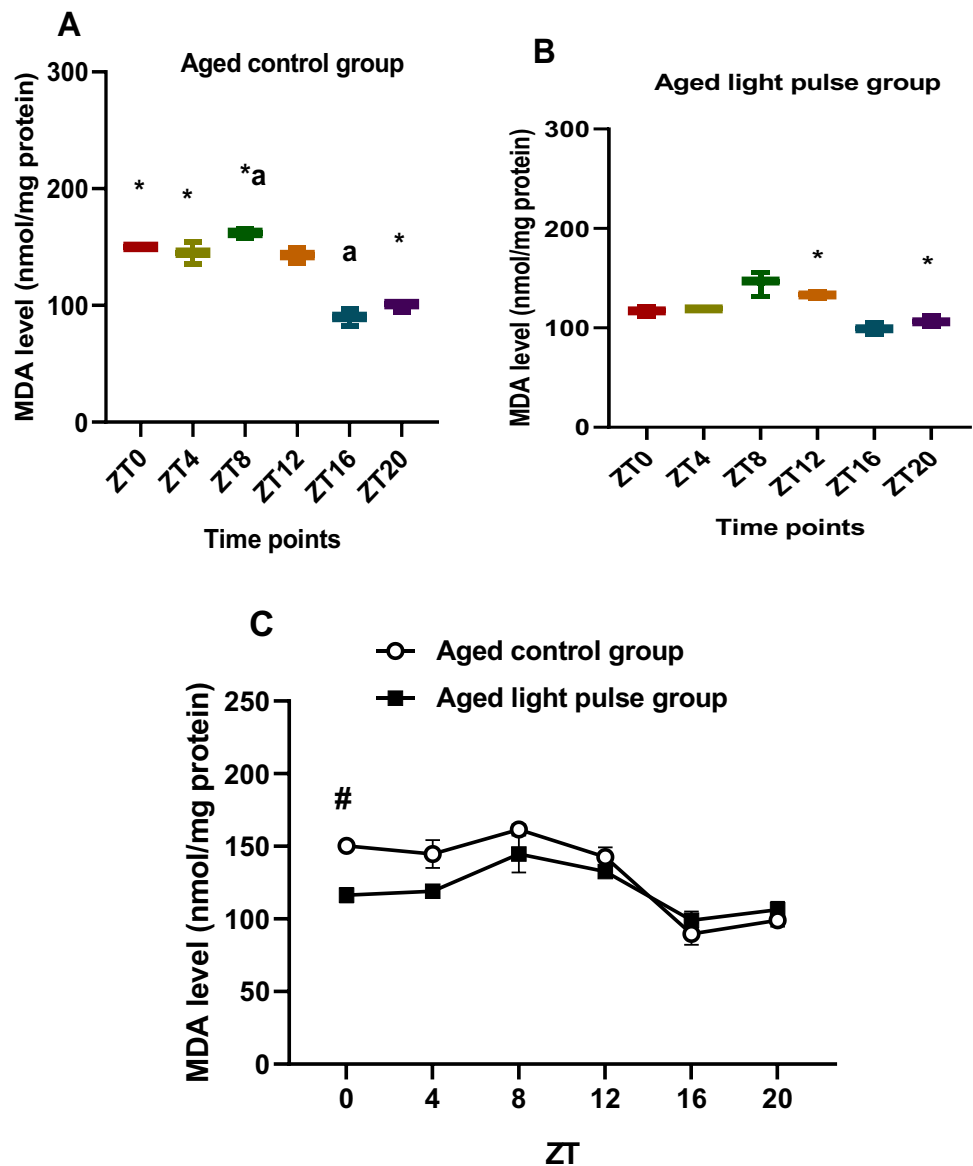 A
Aged control group
MDA level (nmol/mg protein)
300
200
100
0
*
*
*a
a
*
ZT0
ZT4
ZT8
ZT12
ZT16
ZT20
Time points
B
Aged light pulse group
MDA level (nmol/mg protein)
300
200
100
0
*
*
ZT0
ZT4
ZT8
ZT12
ZT16
ZT20
Time points
C
Aged control group
Aged light pulse group
MDA level (nmol/mg protein)
250
200
150
100
50
0
#
0
4
8
12
16
20
ZT